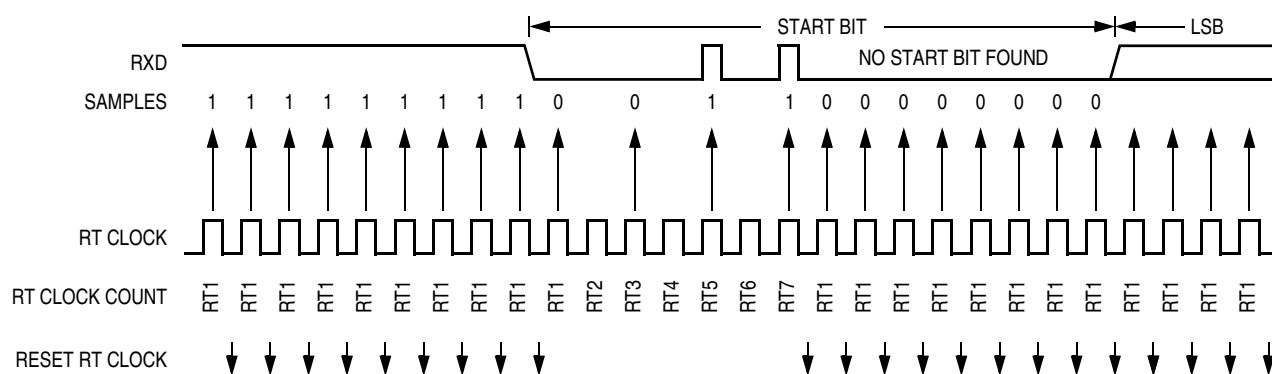 START BIT LSB
RXD NO START BIT FOUND
SAMPLES 1 1 1 1 1 1 1 1 1 0 0 1 1 0 0 0 0 0 0 0 0
RT CLOCK
RT CLOCK COUNT RT1 RT1 RT1 RT1 RT1 RT1 RT1 RT1 RT1 RT1 RT2 RT3 RT4 RT5 RT6 RT7 RT1 RT1 RT1 RT1 RT1 RT1 RT1 RT1 RT1 RT1 RT1 RT1
RESET RT CLOCK